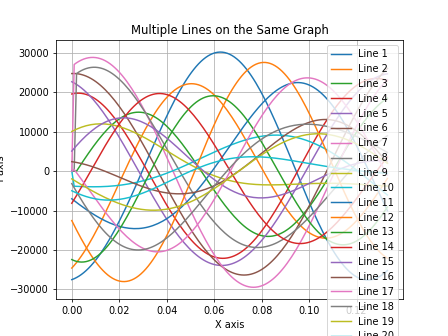 Multiple Lines on the Same Graph
30000
20000
10000
0
−10000
−20000
−30000
0.00
0.02
0.04
0.06
0.08
0.10
X axis
Line 1
Line 2
Line 3
Line 4
Line 5
Line 6
Line 7
Line 8
Line 9
Line 10
Line 11
Line 12
Line 13
Line 14
Line 15
Line 16
Line 17
Line 18
Line 19
Line 20